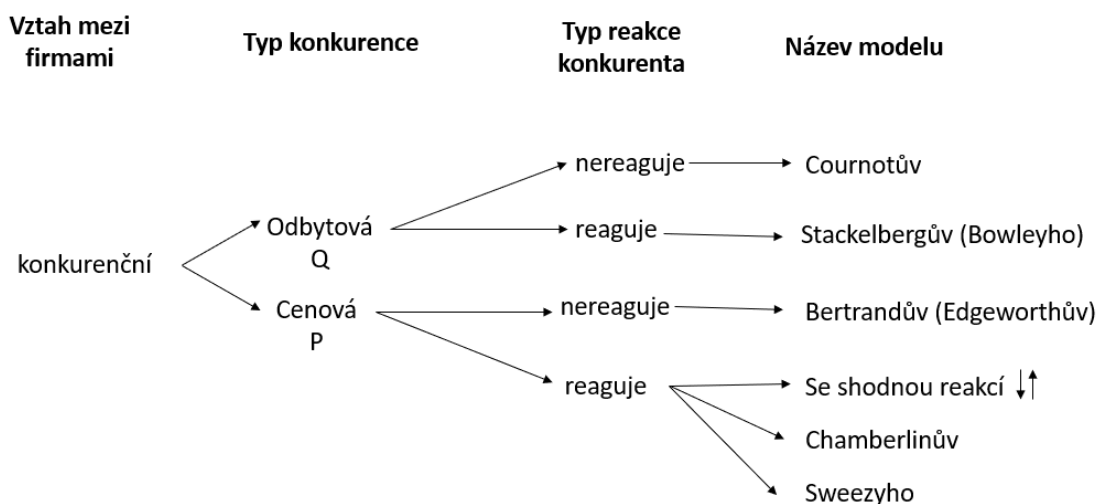 Vztah mezi
firmami
Typ konkurence
Typ reakce
konkurenta
Název modelu
konkurenční
Odbytová
Q
Cenová
P
nereaguje
Cournotův
reaguje
Stackelbergův (Bowleyho)
nereaguje
Bertrandův (Edgeworthův)
reaguje
Se shodnou reakcí ↓↑
Chamberlinův
Sweezyho